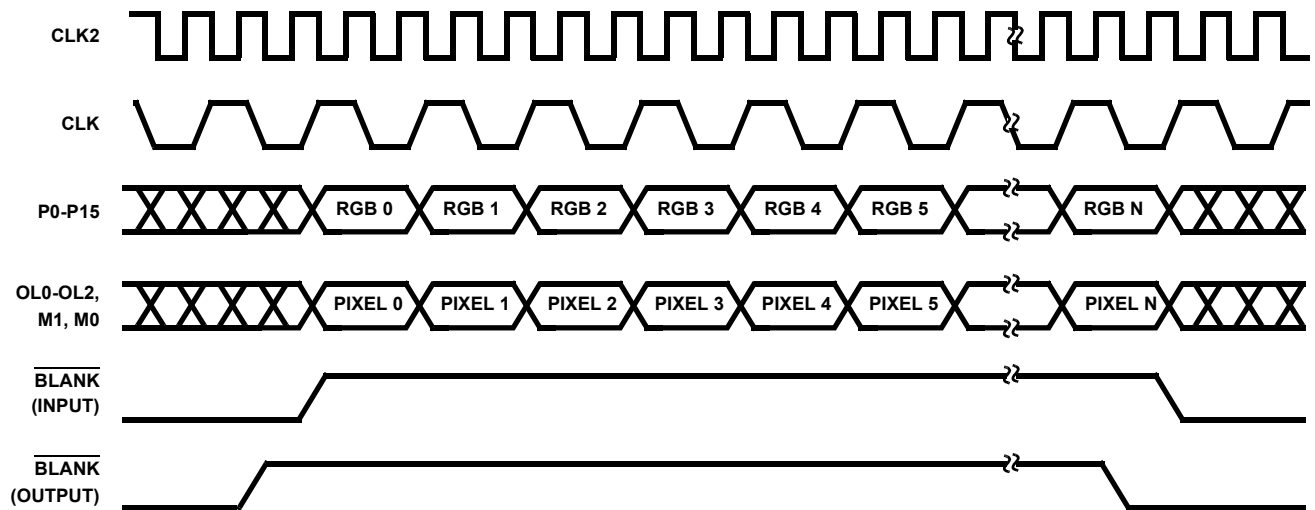 CLK2
CLK
P0-P15
RGB 0 RGB 1 RGB 2 RGB 3 RGB 4 RGB 5 RGB N
OL0-OL2,
M1, M0
PIXEL 0 PIXEL 1 PIXEL 2 PIXEL 3 PIXEL 4 PIXEL 5 PIXEL N
BLANK
(INPUT)
BLANK
(OUTPUT)